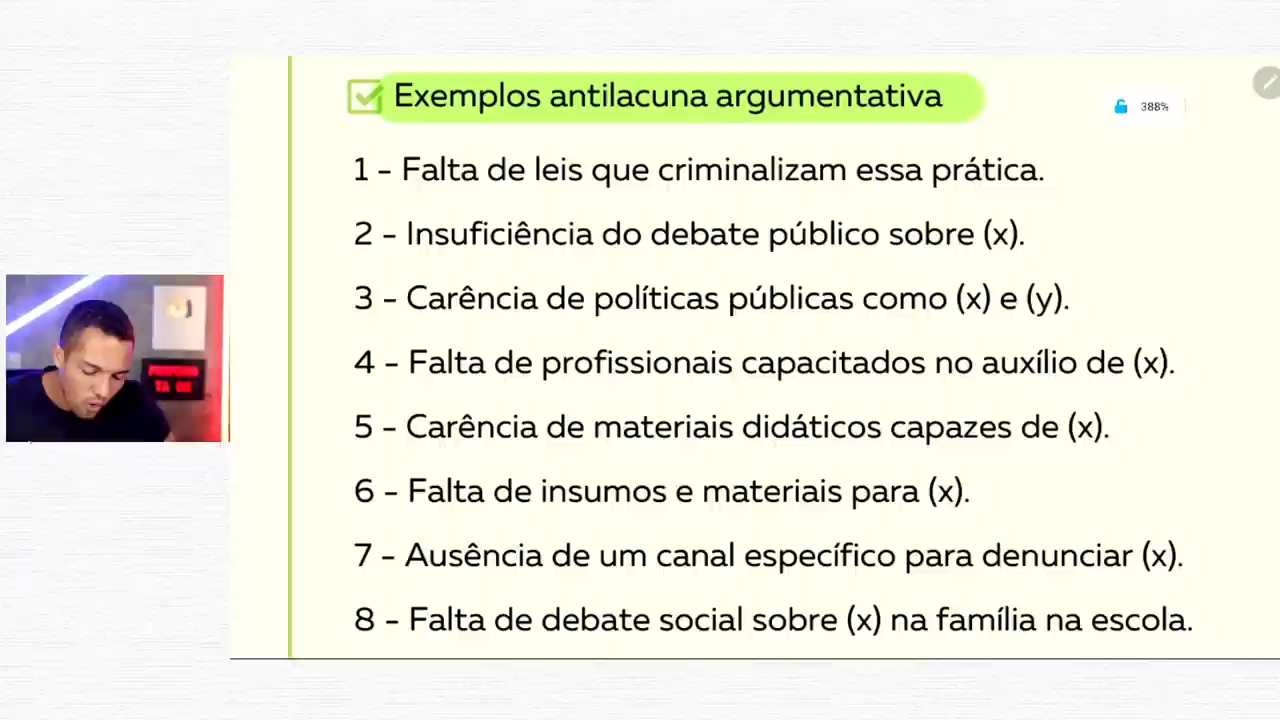 Exemplos antilacuna argumentativa
388%
1 - Falta de leis que criminalizam essa prática.
2 - Insuficiência do debate público sobre (x).
3 - Carência de políticas públicas como (x) e (y).
4 - Falta de profissionais capacitados no auxílio de (x).
5 - Carência de materiais didáticos capazes de (x).
6 - Falta de insumos e materiais para (x).
7 - Ausência de um canal específico para denunciar (x).
8 - Falta de debate social sobre (x) na família na escola.